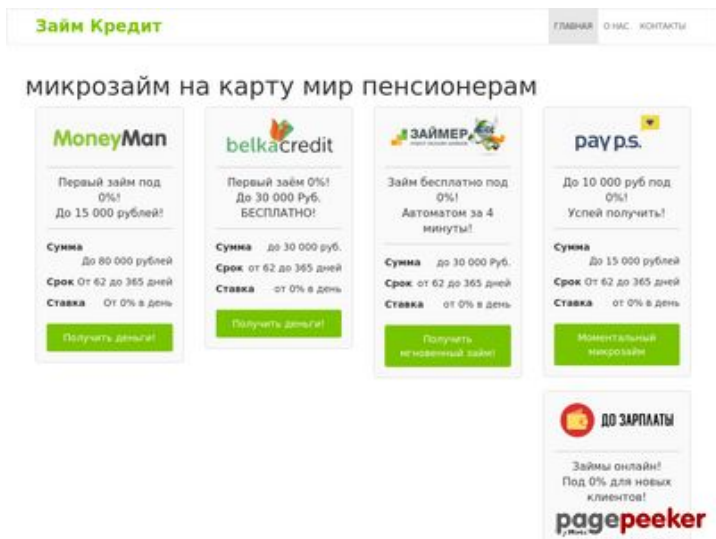 Займ Кредит
ГЛАВНАЯ О НАС. КОНТАКТЫ
микрозайм на карту мир пенсионерам
MoneyMan
Первый займ под
0%!
До 15 000 рублей!
Сумма
До 80 000 рублей
Срок От 62 до 365 дней
Ставка От 0% в день
Получить деньги!
belkacredit
Первый заём 0%!
До 30 000 Руб.
БЕСПЛАТНО!
Сумма до 30 000 руб.
Срок от 62 до 365 дней
Ставка от 0% в день
Получить деньги!
ЗАЙМЕР
Займ бесплатно под
0%!
Автоматом за 4
минуты!
Сумма до 30 000 Руб.
Срок от 62 до 365 дней
Ставка от 0% в день
Получить
мгновенный займ!
pay p.s.
До 10 000 руб под
0%!
Успей получить!
Сумма
До 15 000 рублей
Срок От 62 до 365 дней
Ставка от 0% в день
Моментальный
микрозайм
ДО ЗАРПЛАТЫ
Займы онлайн!
Под 0% для новых
клиентов!
pagepeeker